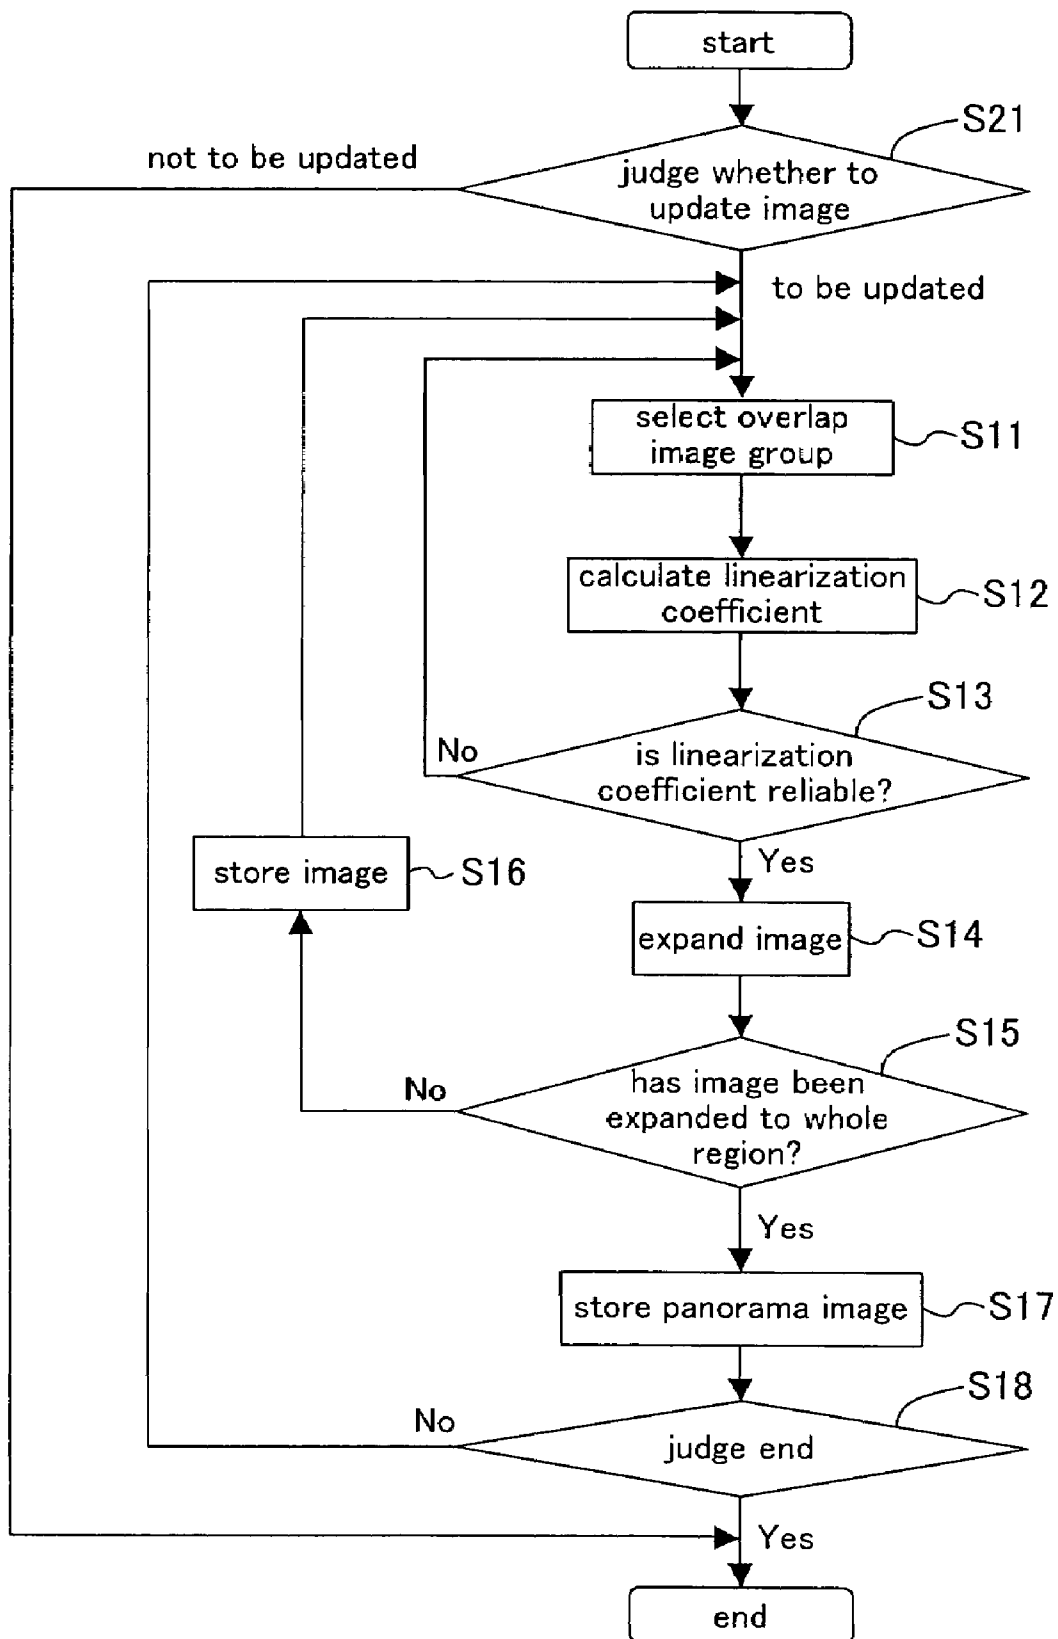 start
S21
not to be updated
judge whether to
update image
to be updated
select overlap
image group
S11
calculate linearization
coefficient
S12
S13
No
is linearization
coefficient reliable?
Yes
store image
S16
expand image
S14
S15
No
has image been
expanded to whole
region?
Yes
store panorama image
S17
S18
No
judge end
Yes
end